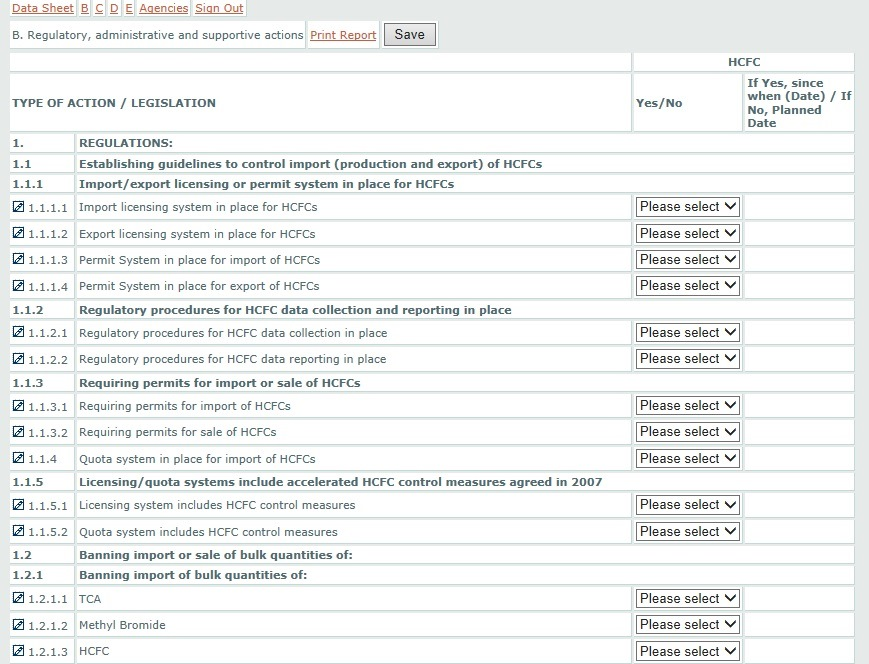 Data Sheet B C D E Agencies Sign Out
B. Regulatory, administrative and supportive actions Print Report Save
HCFC
TYPE OF ACTION / LEGISLATION Yes/No If Yes, since
when (Date) / If
No, Planned
Date
1. REGULATIONS:
1.1 Establishing guidelines to control import (production and export) of HCFCs
1.1.1 Import/export licensing or permit system in place for HCFCs
1.1.1.1 Import licensing system in place for HCFCs Please select
1.1.1.2 Export licensing system in place for HCFCs Please select
1.1.1.3 Permit System in place for import of HCFCs Please select
1.1.1.4 Permit System in place for export of HCFCs Please select
1.1.2 Regulatory procedures for HCFC data collection and reporting in place
1.1.2.1 Regulatory procedures for HCFC data collection in place Please select
1.1.2.2 Regulatory procedures for HCFC data reporting in place Please select
1.1.3 Requiring permits for import or sale of HCFCs
1.1.3.1 Requiring permits for import of HCFCs Please select
1.1.3.2 Requiring permits for sale of HCFCs Please select
1.1.4 Quota system in place for import of HCFCs Please select
1.1.5 Licensing/quota systems include accelerated HCFC control measures agreed in 2007
1.1.5.1 Licensing system includes HCFC control measures Please select
1.1.5.2 Quota system includes HCFC control measures Please select
1.2 Banning import or sale of bulk quantities of:
1.2.1 Banning import of bulk quantities of:
1.2.1.1 TCA Please select
1.2.1.2 Methyl Bromide Please select
1.2.1.3 HCFC Please select